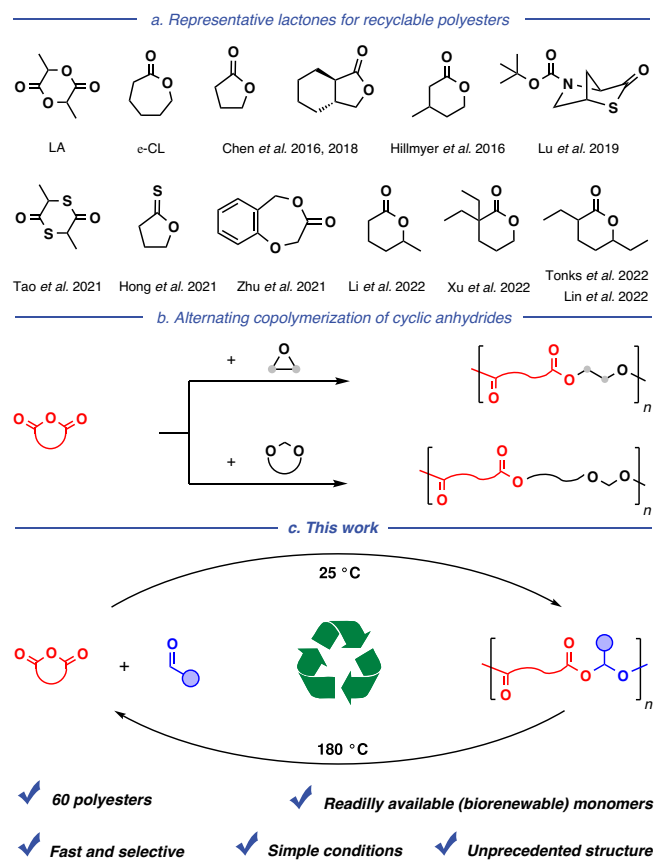 a. Representative lactones for recyclable polyesters
O O O O
O O
O O
O O
O O
O O N O S
LA
ε-CL
Chen et al. 2016, 2018
Hillmyer et al. 2016
Lu et al. 2019
O S S O
S O
O O O
O O
O O
O O
Tao et al. 2021
Hong et al. 2021
Zhu et al. 2021
Li et al. 2022
Xu et al. 2022
Tonks et al. 2022
Lin et al. 2022
b. Alternating copolymerization of cyclic anhydrides
O O O
+ O
O O O O n
+ O O
O O O O O n
c. This work
25 °C
O O O + O
O O O O n
180 °C
60 polyesters
Readilly available (biorenewable) monomers
Fast and selective
Simple conditions
Unprecedented structure